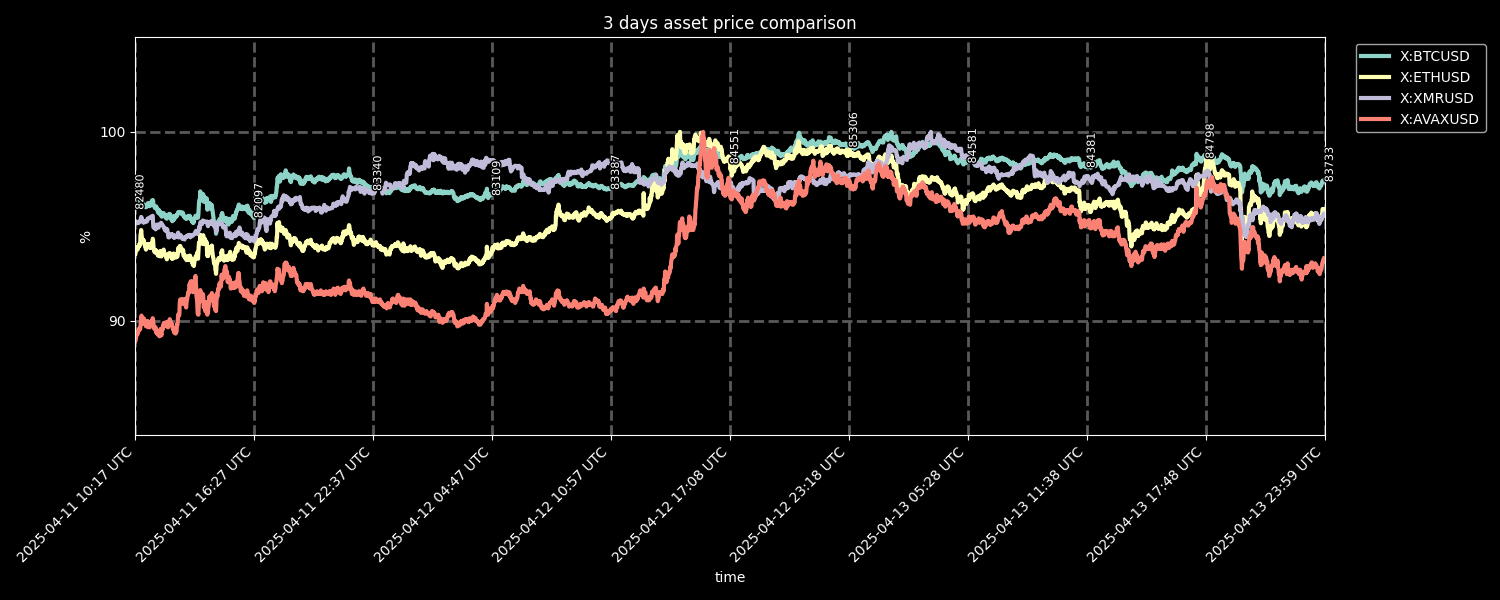 3 days asset price comparison
X:BTCUSD
X:ETHUSD
X:XMRUSD
X:AVAXUSD
100
90
%
82480
82097
83340
83109
83387
84551
85306
84581
84381
84798
83733
2025-04-11 10:17 UTC
2025-04-11 16:27 UTC
2025-04-11 22:37 UTC
2025-04-12 04:47 UTC
2025-04-12 10:57 UTC
2025-04-12 17:08 UTC
2025-04-12 23:18 UTC
2025-04-13 05:28 UTC
2025-04-13 11:38 UTC
2025-04-13 17:48 UTC
2025-04-13 23:59 UTC
time